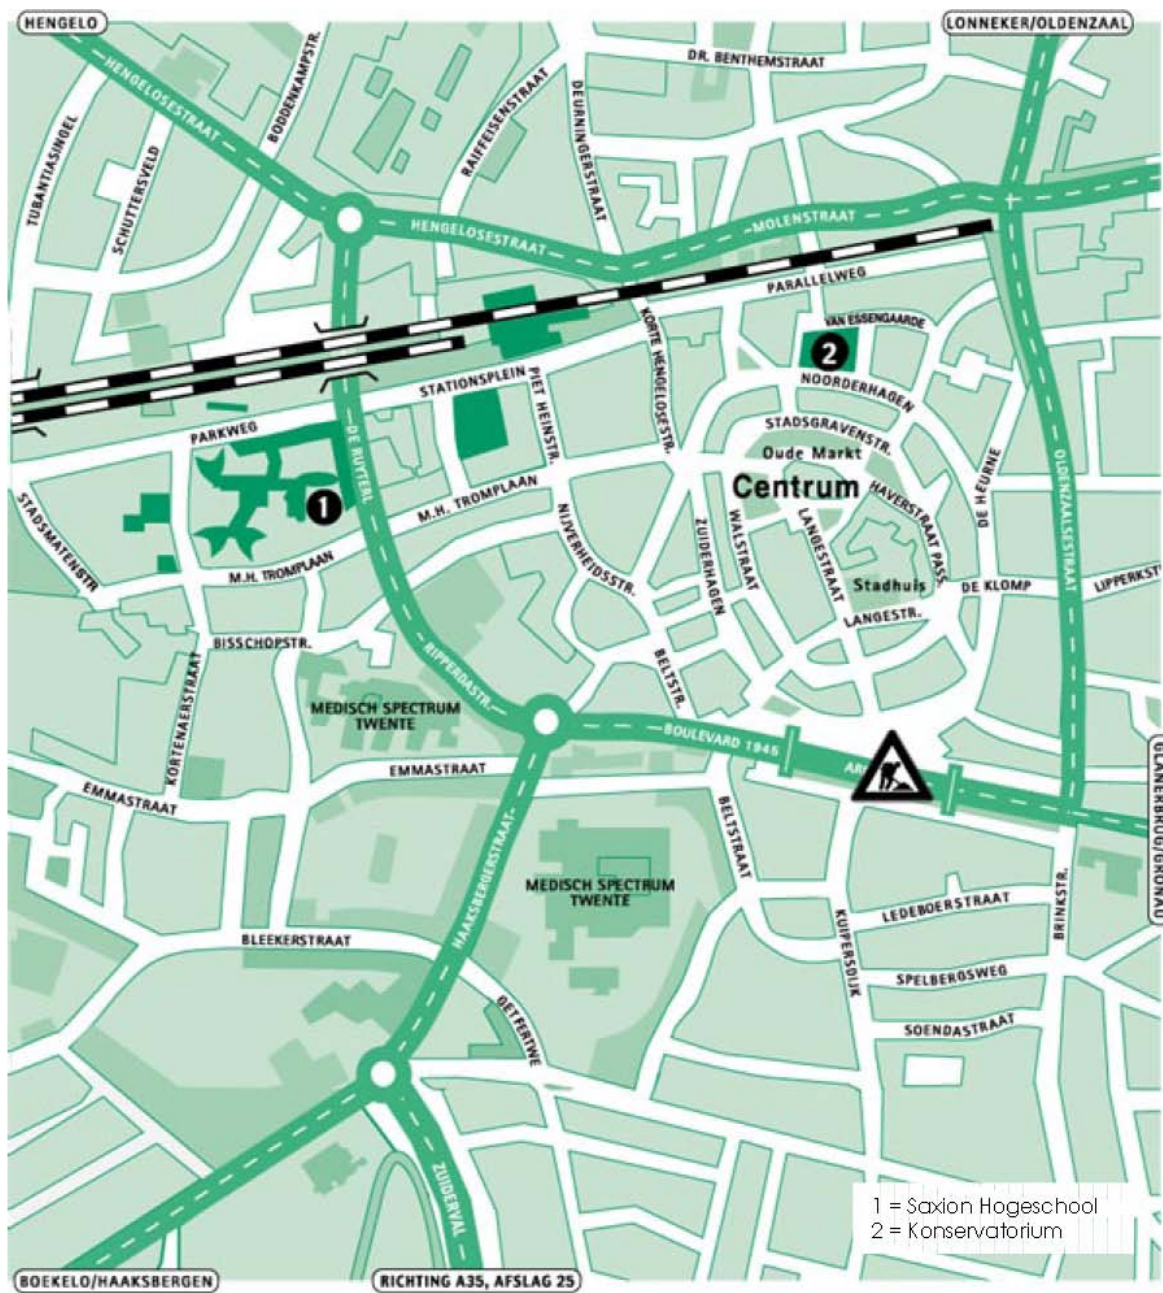 HENGELO
LONNEKER/OLDENZAAL
DR. BENTHEMSTRAAT
HENGELOSESTRAAT
BODDENKAMPSTR.
RAIFFEISENSTRAAT
DEURNINGERSTRAAT
TUBANTIASINGEL
SCHUTTERSVELD
HENGELOSESTRAAT
MOLENSTRAAT
PARALLELWEG
KORTE HENGELOSESTR.
VAN ESSENGAARDE
2
NOORDERHAGEN
STATIONSPLEIN
PIET HEINSTR.
PARKWEG
DE RUYTERL.
STADSGRAVENSTR.
Oude Markt
Centrum
HAVERSTRAAT PASS.
DE HEURNE
OLDENZAALSESTRAAT
1
M.H. TROMPLAAN
STADSMATENSTR
M.H. TROMPLAAN
NIJVERHEIDSSTR.
ZUIDERHAGEN
WALSTRAAT
LANGESTRAAT
Stadhuis
DE KLOMP
LIPPERKST
LANGESTR.
BISSCHOPSTR.
RIPPERDASTR.
BELTSTR.
KORTENAERSTRAAT
MEDISCH SPECTRUM
TWENTE
BOULEVARD 1945
AR
GLANERBRUG/GRONAU
EMMASTRAAT
EMMASTRAAT
BELTSTRAAT
HAAKSBERGERSTRAAT
MEDISCH SPECTRUM
TWENTE
BRINKSTR.
LEDEBOERSTRAAT
KUIPERSDIJK
BLEEKERSTRAAT
SPELBERGSWEG
GETFERTWE
SOENDASTRAAT
ZUIDERVAL
1 = Saxion Hogeschool
2 = Konservatorium
BOEKELO/HAAKSBERGEN
RICHTING A35, AFSLAG 25